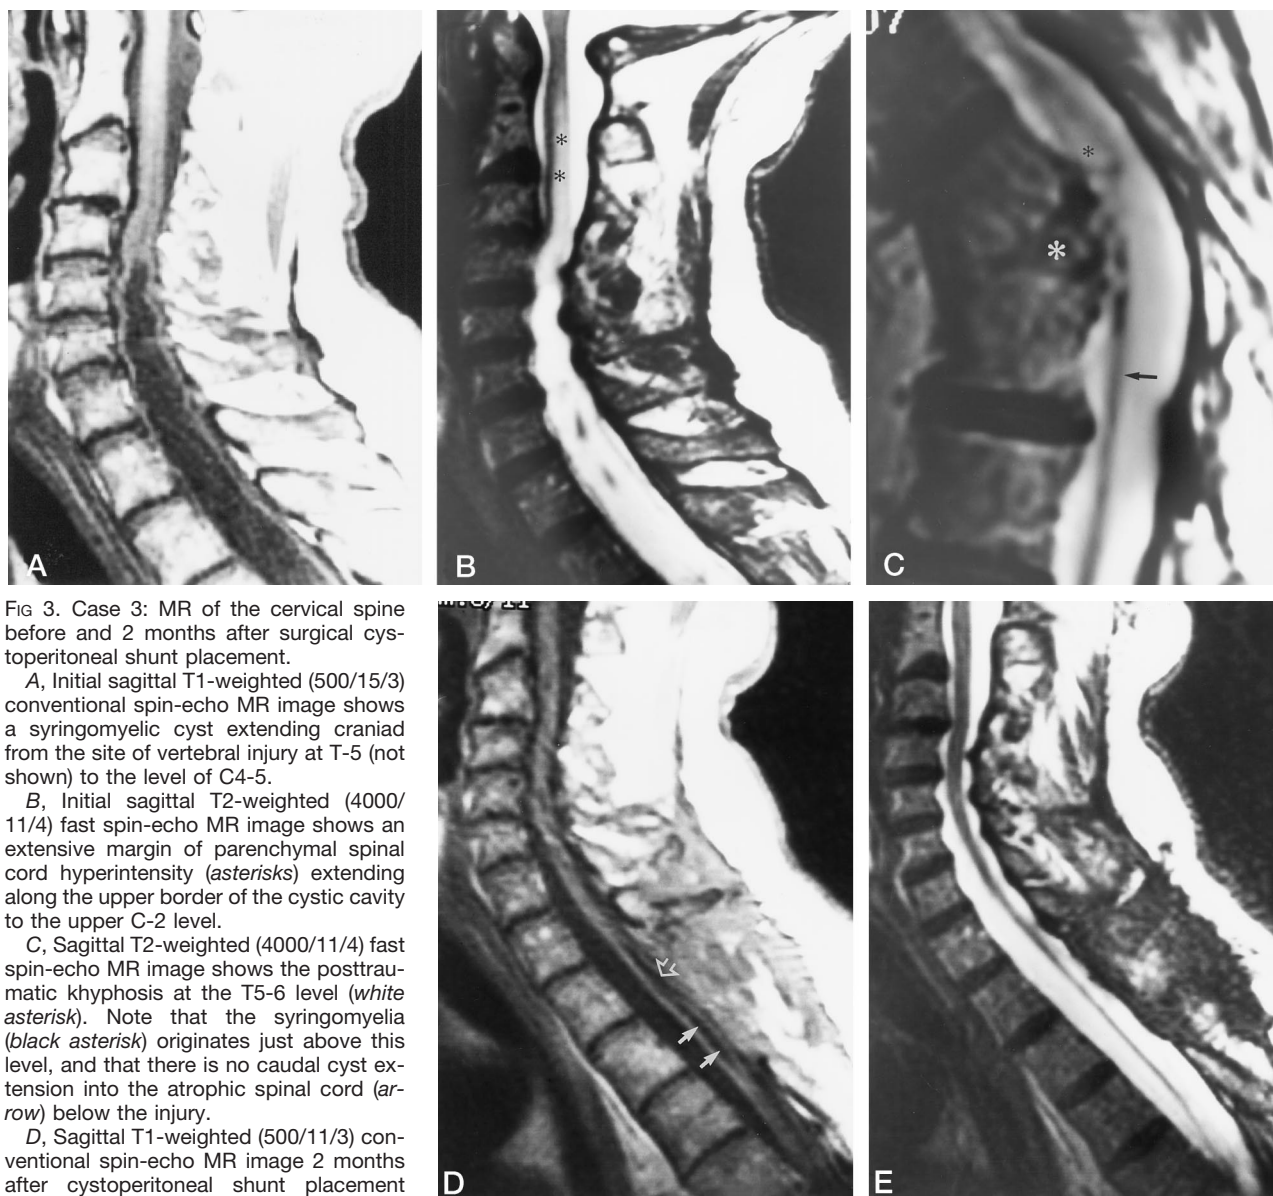 A
B
C
D7
*
*
*
*
FIG 3. Case 3: MR of the cervical spine
before and 2 months after surgical cys-
toperitoneal shunt placement.
A, Initial sagittal T1-weighted (500/15/3)
conventional spin-echo MR image shows
a syringomyelic cyst extending craniad
from the site of vertebral injury at T-5 (not
shown) to the level of C4-5.
B, Initial sagittal T2-weighted (4000/
11/4) fast spin-echo MR image shows an
extensive margin of parenchymal spinal
cord hyperintensity (asterisks) extending
along the upper border of the cystic cavity
to the upper C-2 level.
C, Sagittal T2-weighted (4000/11/4) fast
spin-echo MR image shows the posttrau-
matic khyphosis at the T5-6 level (white
asterisk). Note that the syringomyelia
(black asterisk) originates just above this
level, and that there is no caudal cyst ex-
tension into the atrophic spinal cord (ar-
row) below the injury.
D, Sagittal T1-weighted (500/11/3) con-
ventional spin-echo MR image 2 months
after cystoperitoneal shunt placement
D
E